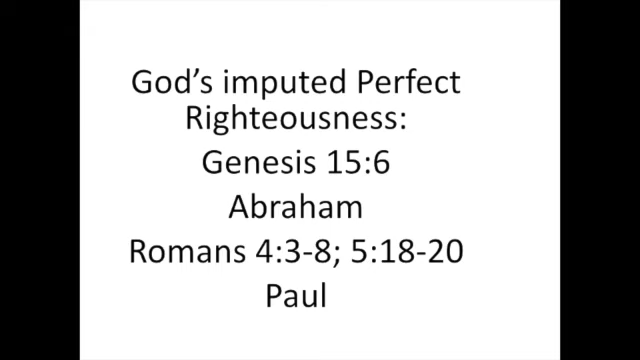 God’s imputed Perfect
Righteousness:
Genesis 15:6
Abraham
Romans 4:3-8; 5:18-20
Paul